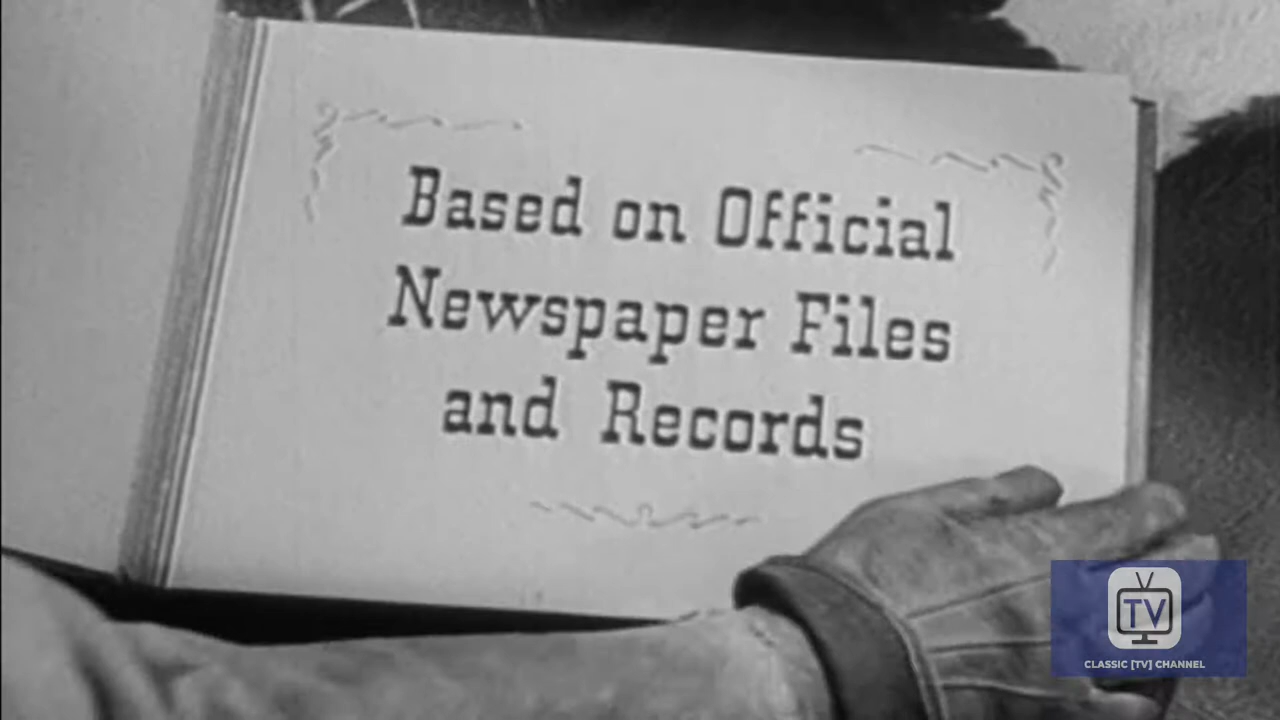 Based on Official
Newspaper Files
and Records
TV
CLASSIC [TV] CHANNEL